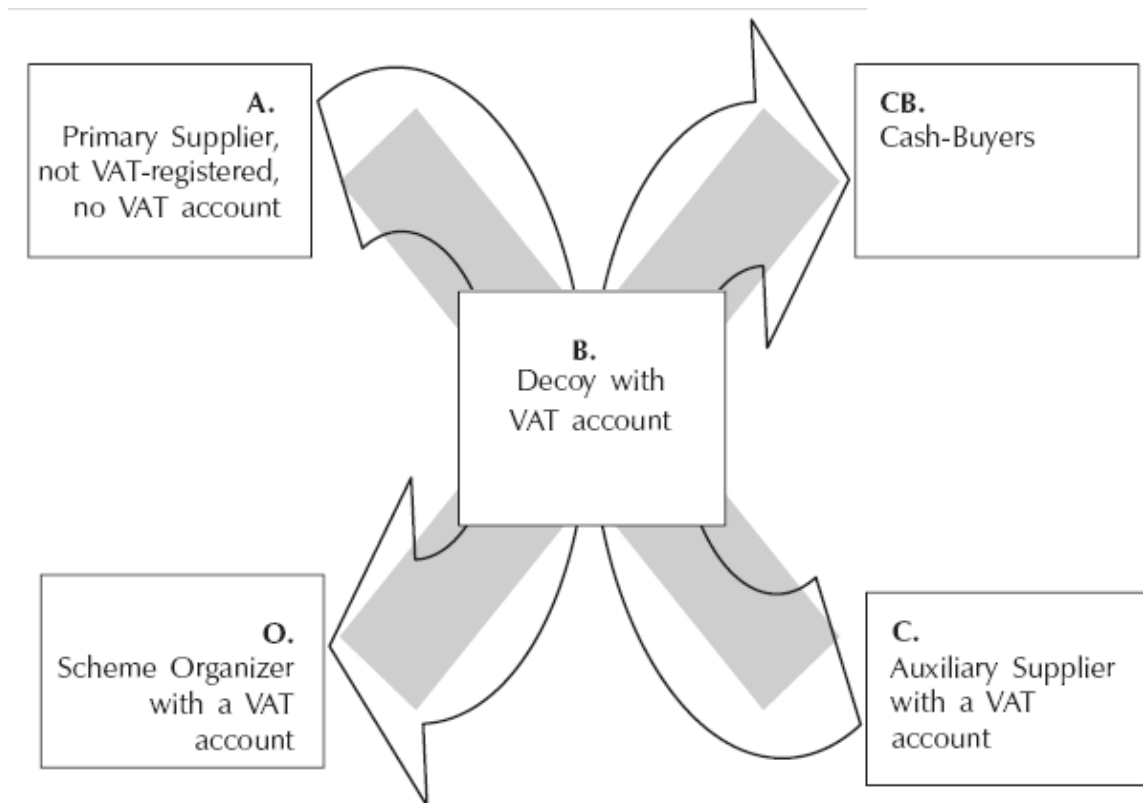 A.
Primary Supplier,
not VAT-registered,
no VAT account
CB.
Cash-Buyers
B.
Decoy with
VAT account
O.
Scheme Organizer
with a VAT
account
C.
Auxiliary Supplier
with a VAT
account